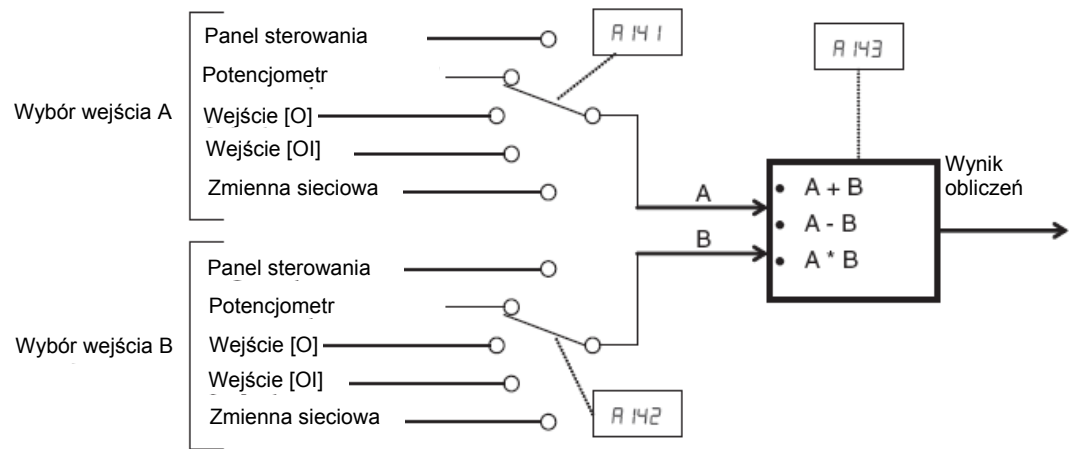 Panel sterowania
A141
Potencjometr
Wybór wejścia A
Wejście [O]
Wejście [OI]
Zmienna sieciowa
A143
Wynik
obliczeń
A
• A + B
• A - B
• A * B
B
Panel sterowania
Potencjometr
Wybór wejścia B
Wejście [O]
Wejście [OI]
Zmienna sieciowa
A142